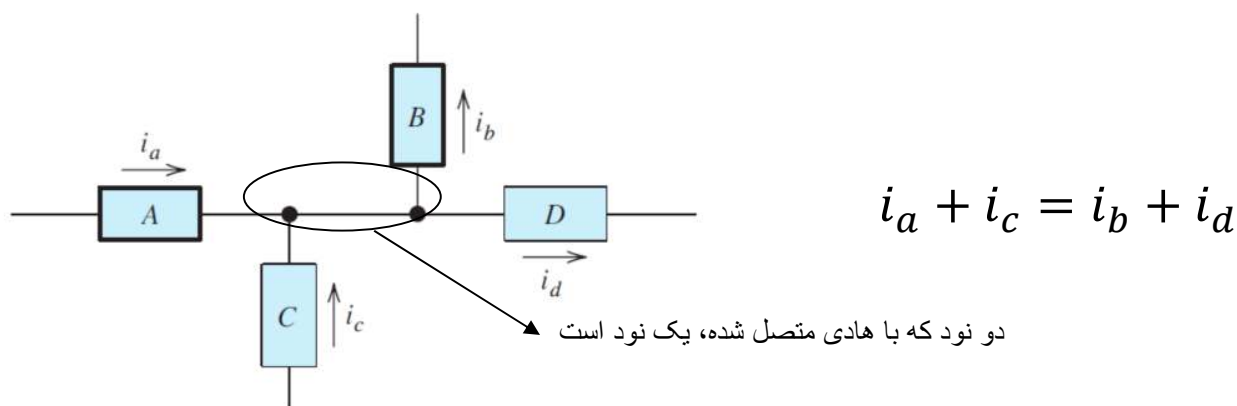 B
i_b
i_a
A
D
i_a + i_c = i_b + i_d
i_d
C
i_c
دو نود که با هادی متصل شده، یک نود است